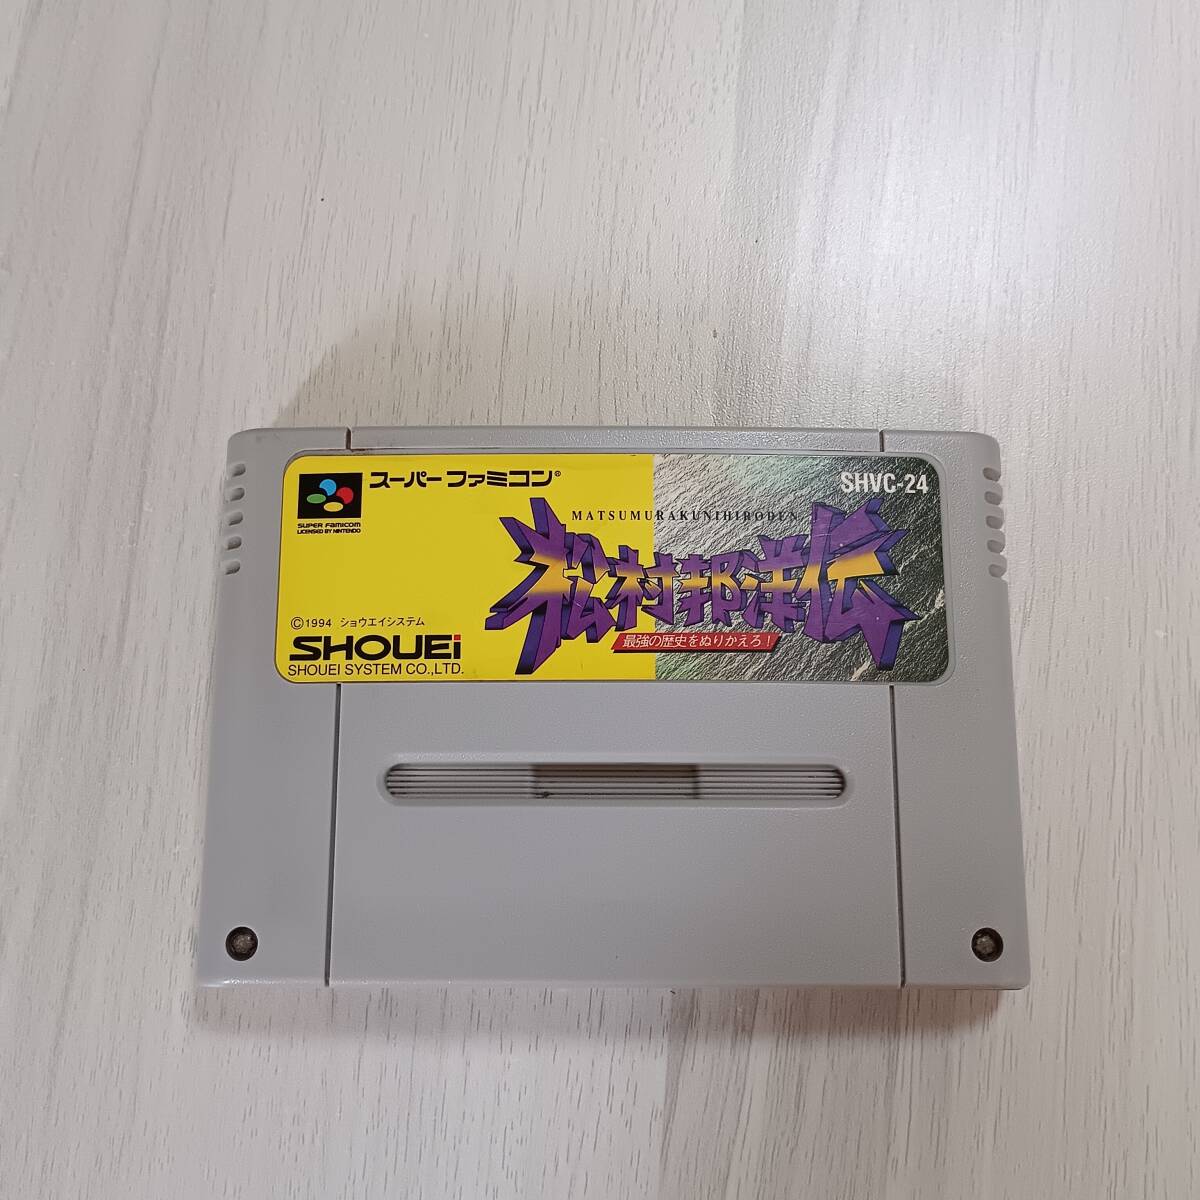 スーパーファミコン®
SUPER FAMICOM
LICENSED BY NINTENDO
SHVC-24
MATSUMURAKUNIHIRODEN
松村邦洋伝
最強の歴史をぬりかえろ!
©1994 ショウエイシステム
SHOUEi
SHOUEI SYSTEM CO.,LTD.